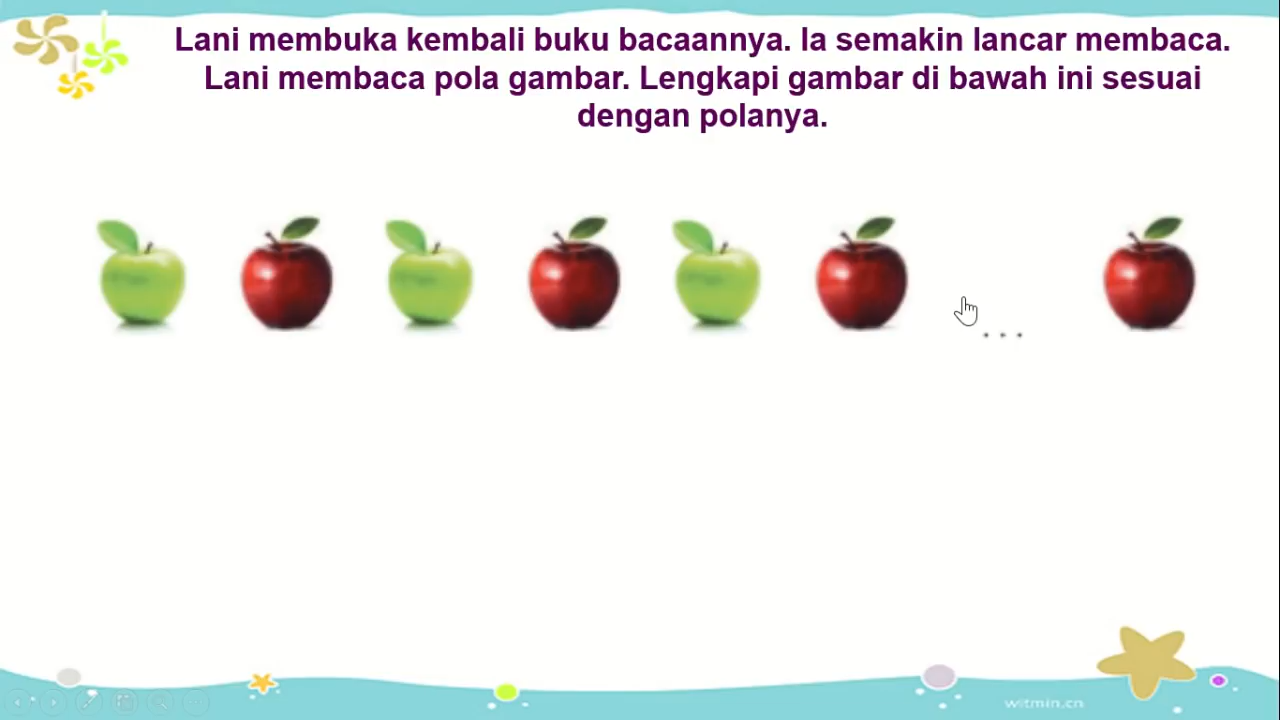 Lani membuka kembali buku bacaannya. Ia semakin lancar membaca.
Lani membaca pola gambar. Lengkapi gambar di bawah ini sesuai
dengan polanya.
...
witmin.cn